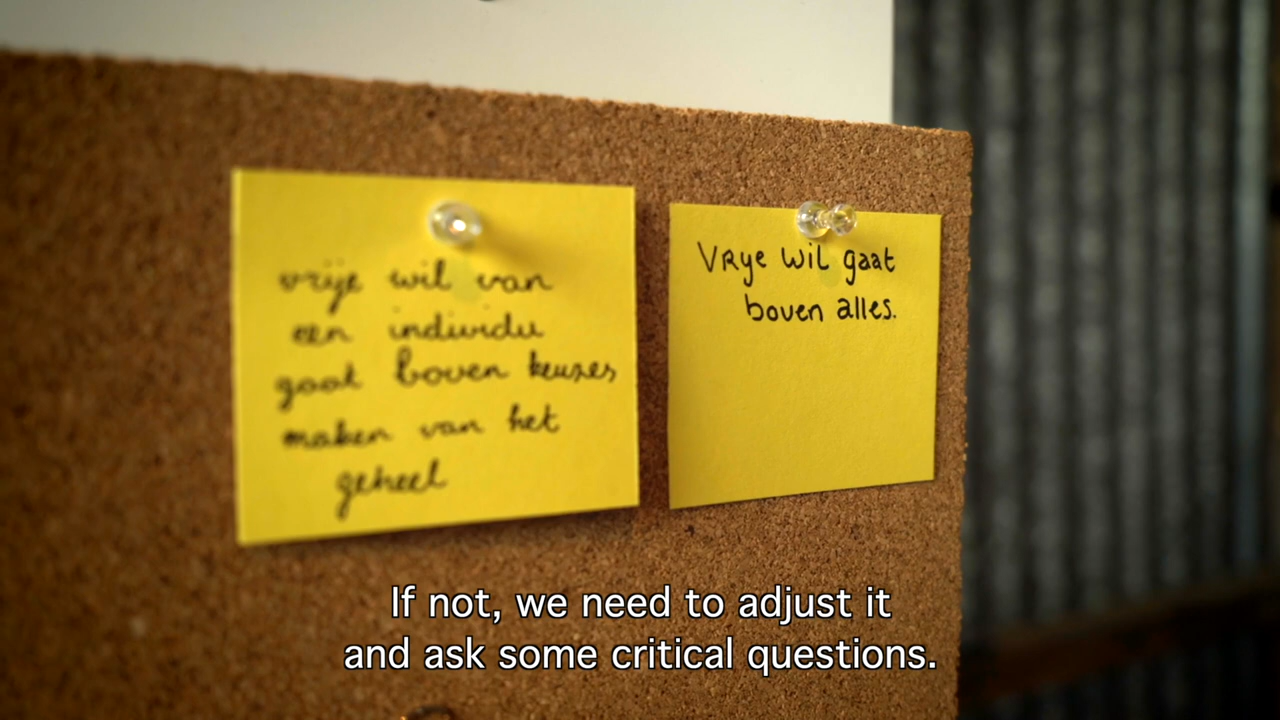 vrije wil van
een individu
gaat boven keuzes
maken van het
geheel
Vrye wil gaat
boven alles.
If not, we need to adjust it
and ask some critical questions.